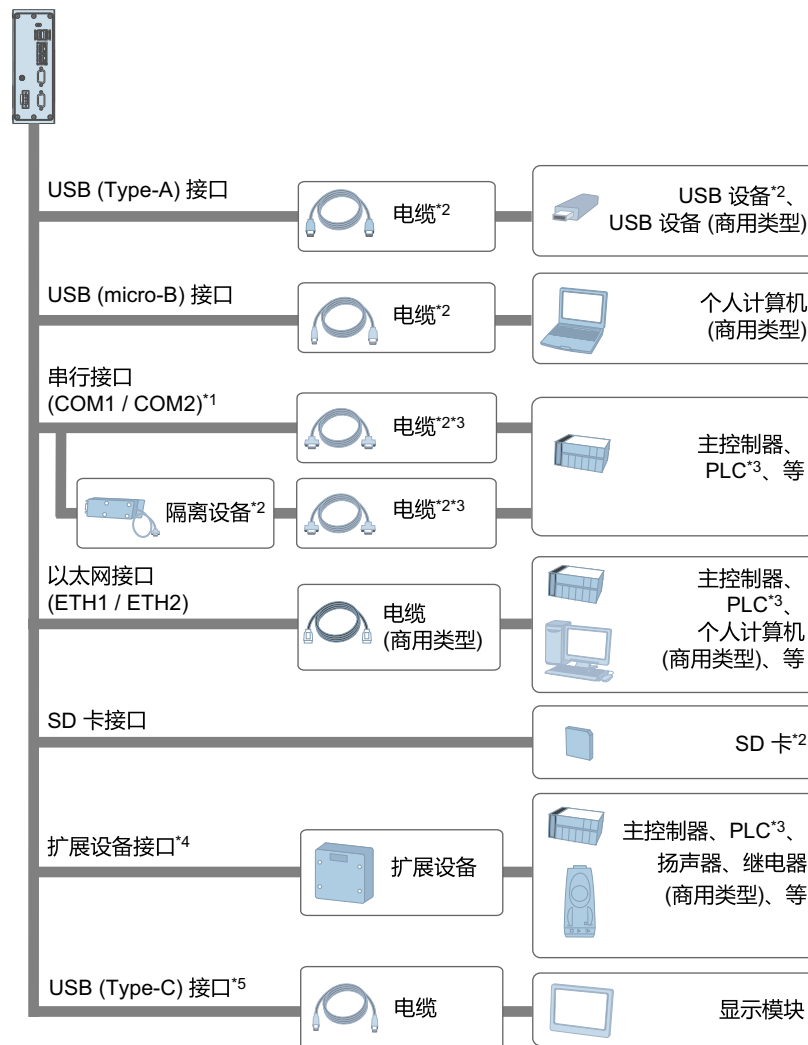 USB (Type-A) 接口
电缆*2
USB 设备*2、
USB 设备 (商用类型)
USB (micro-B) 接口
电缆*2
个人计算机
(商用类型)
串行接口
(COM1 / COM2)*1
电缆*2*3
主控制器、
PLC*3、等
隔离设备*2
电缆*2*3
以太网接口
(ETH1 / ETH2)
电缆
(商用类型)
主控制器、
PLC*3、
个人计算机
(商用类型)、等
SD 卡接口
SD 卡*2
扩展设备接口*4
扩展设备
主控制器、PLC*3、
扬声器、继电器
(商用类型)、等
USB (Type-C) 接口*5
电缆
显示模块